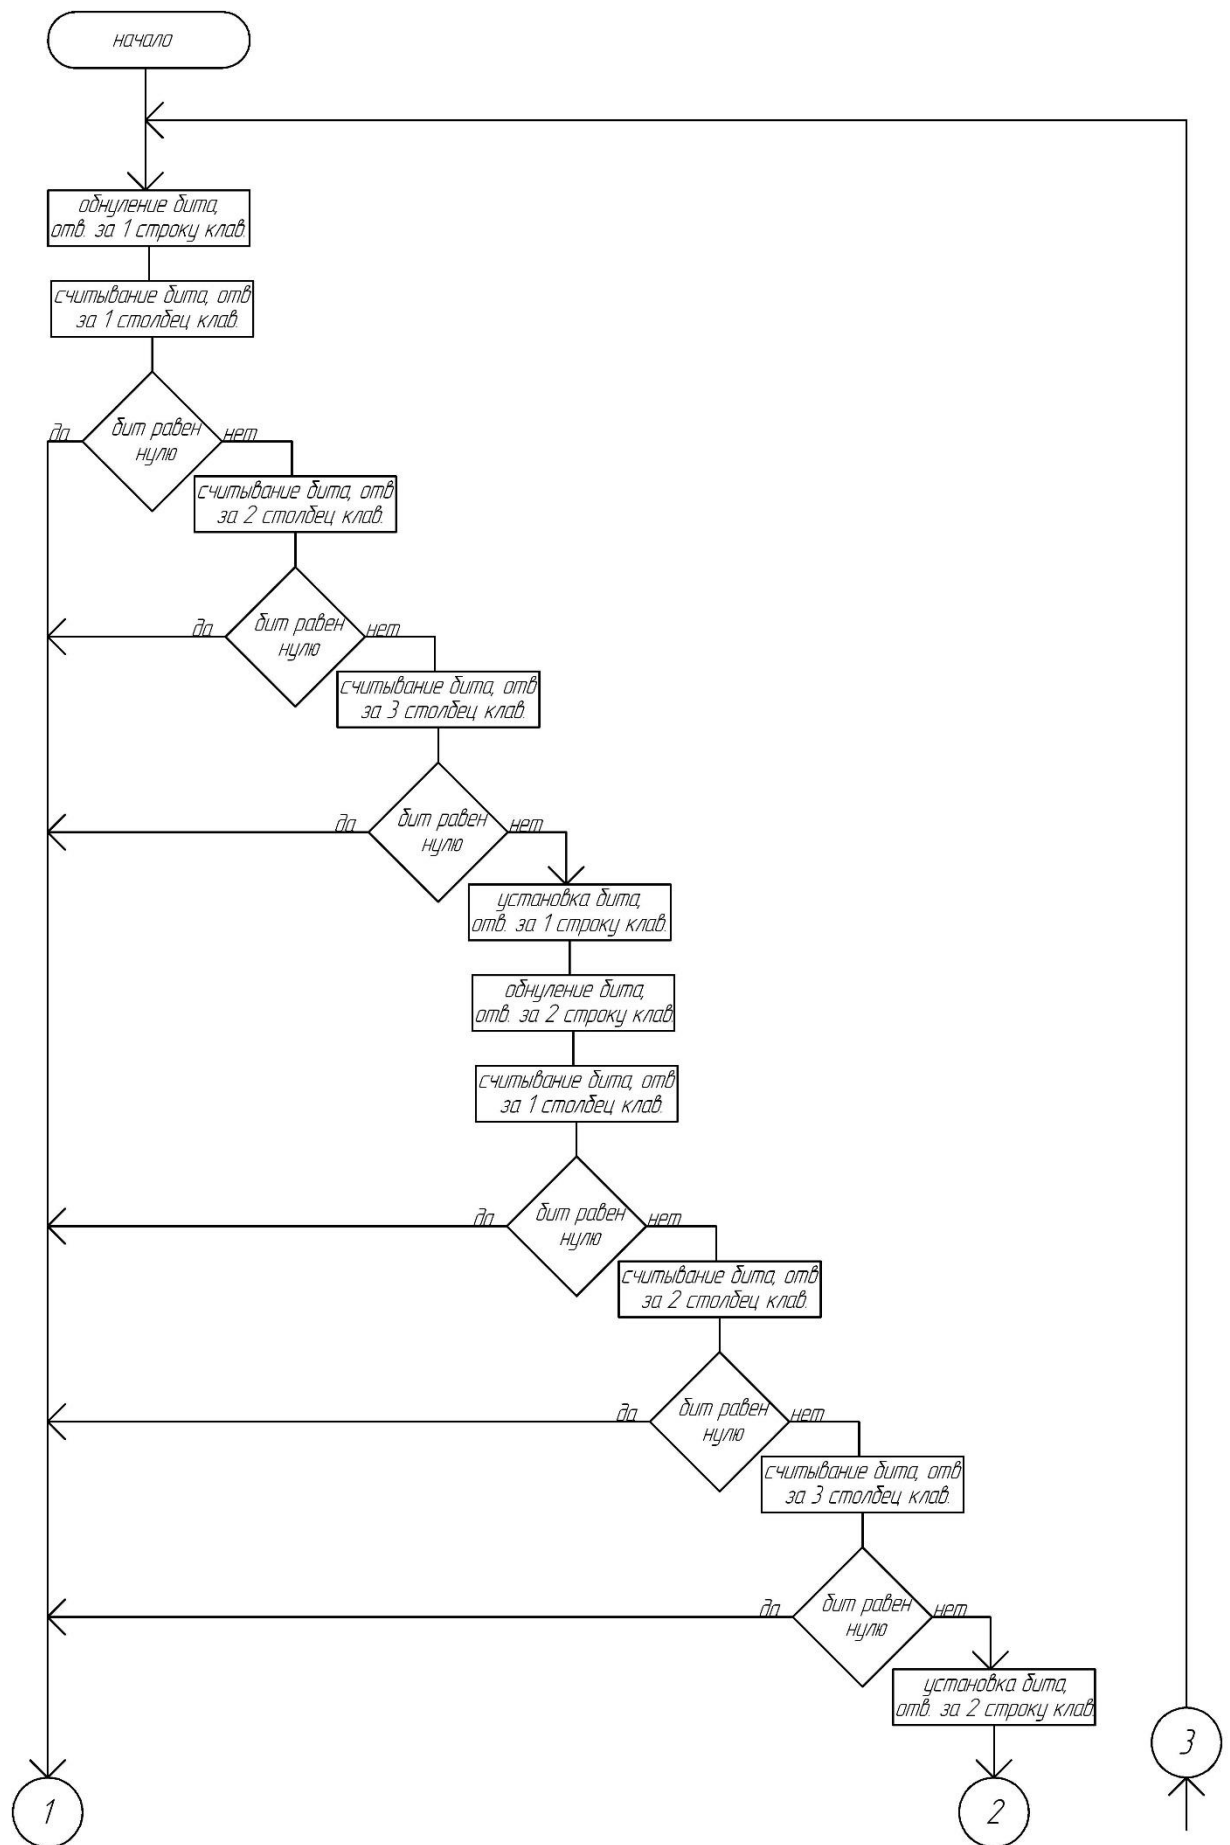 начало
обнуление бита,
отв. за 1 строку клав.
считывание бита, отв
за 1 столбец клав.
да
бит равен
нулю
нет
считывание бита, отв
за 2 столбец клав.
да
бит равен
нулю
нет
считывание бита, отв
за 3 столбец клав.
да
бит равен
нулю
нет
установка бита,
отв. за 1 строку клав.
обнуление бита,
отв. за 2 строку клав.
считывание бита, отв
за 1 столбец клав.
да
бит равен
нулю
нет
считывание бита, отв
за 2 столбец клав.
да
бит равен
нулю
нет
считывание бита, отв
за 3 столбец клав.
да
бит равен
нулю
нет
установка бита,
отв. за 2 строку клав.
3
1
2